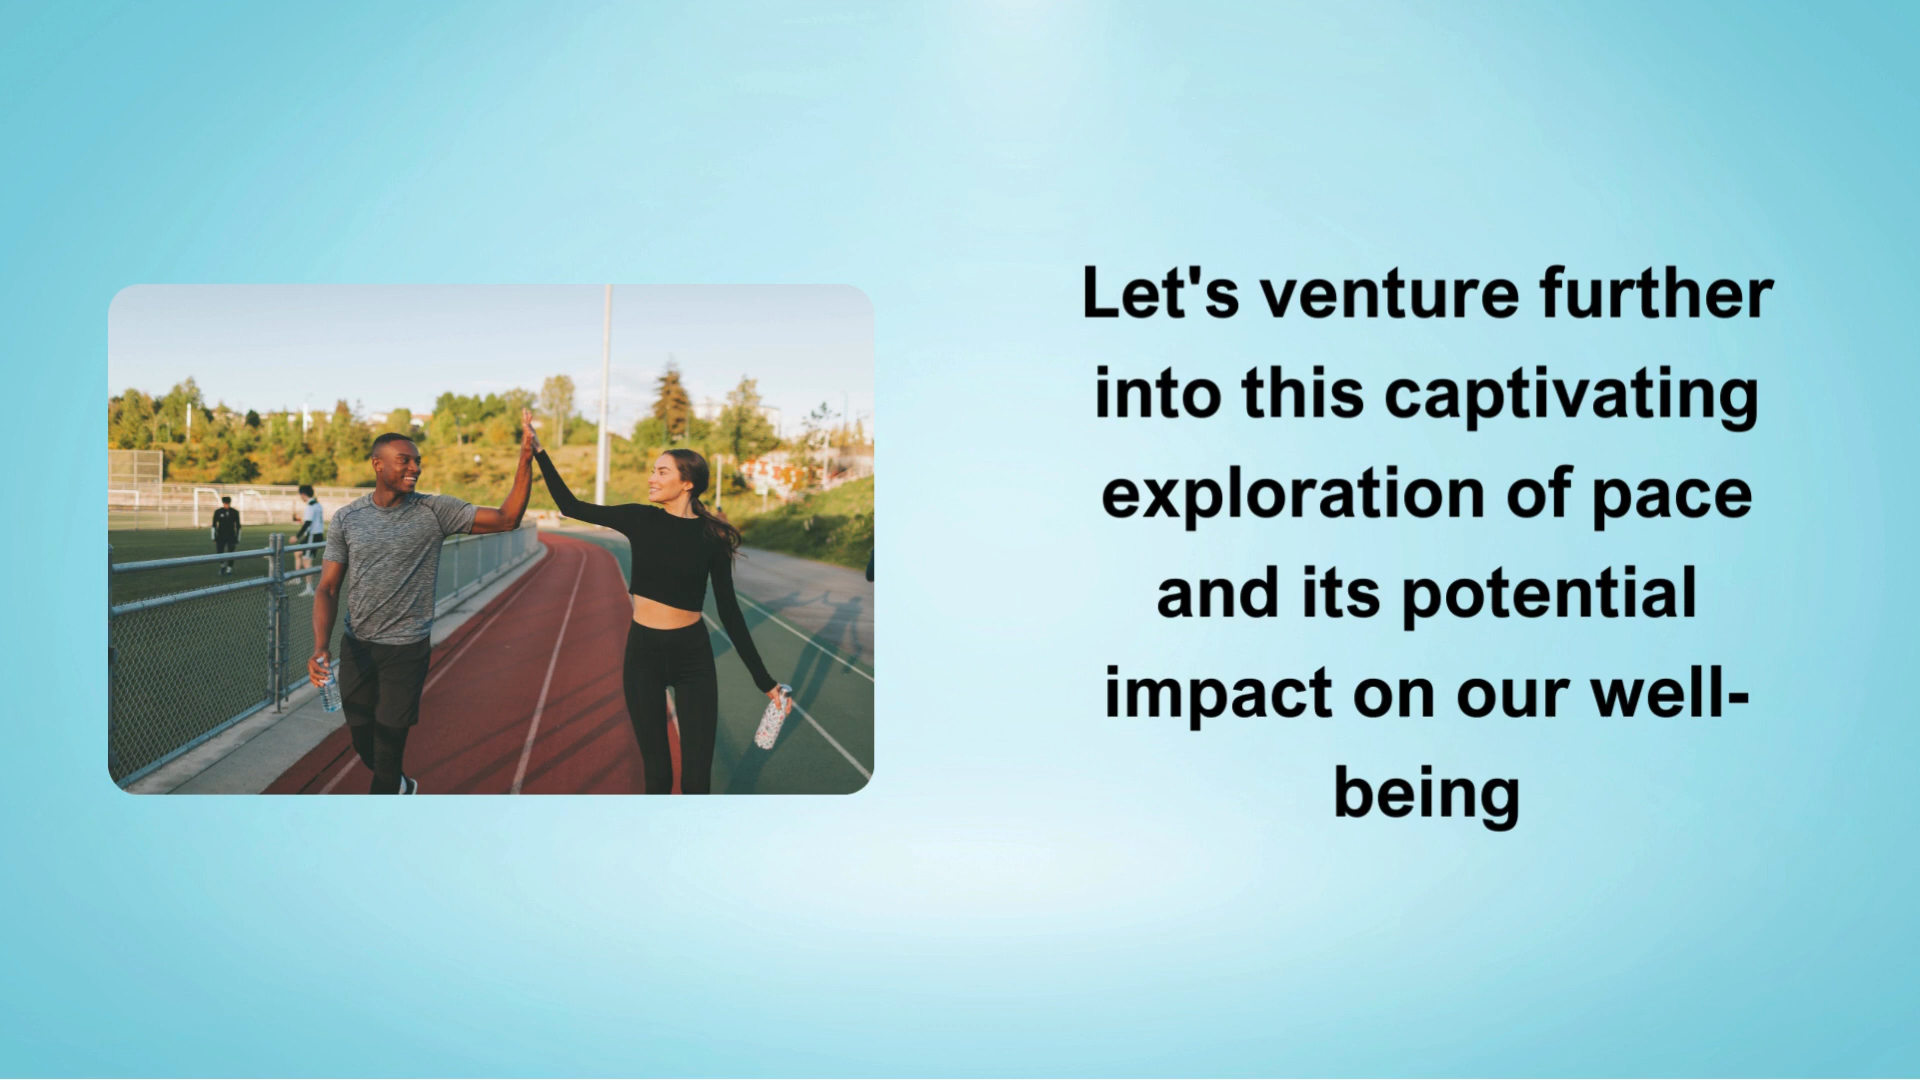 Let's venture further
into this captivating
exploration of pace
and its potential
impact on our well-
being